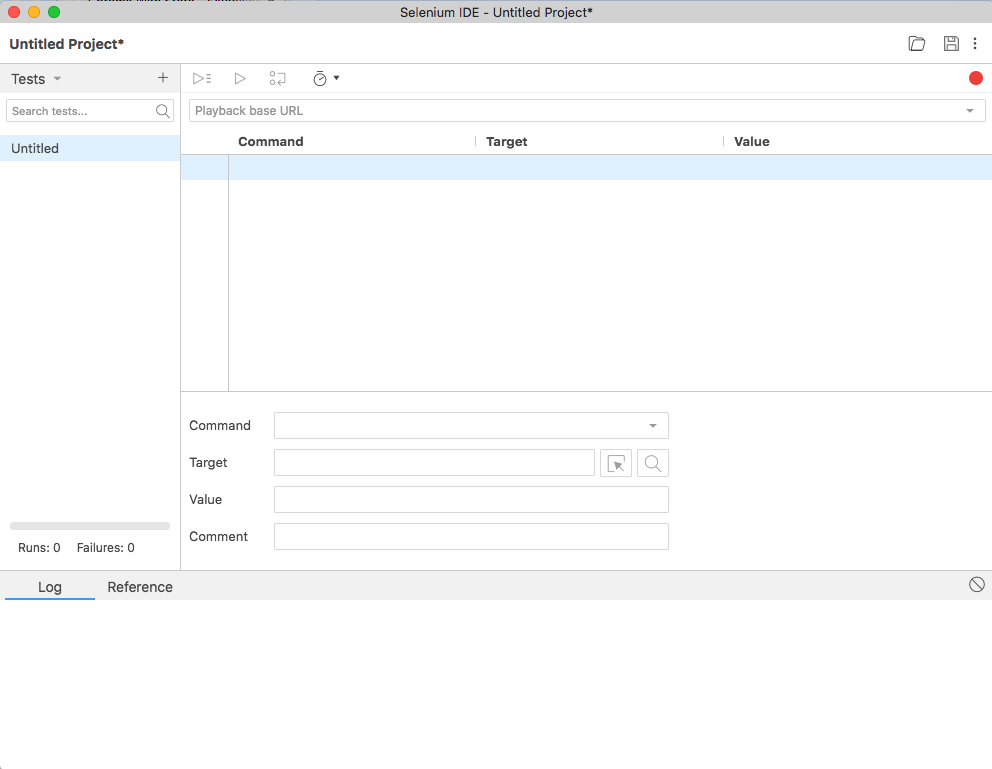 Selenium IDE - Untitled Project*
Untitled Project*
Tests
Search tests...
Playback base URL
Command Target Value
Untitled
Command
Target
Value
Comment
Runs: 0 Failures: 0
Log Reference